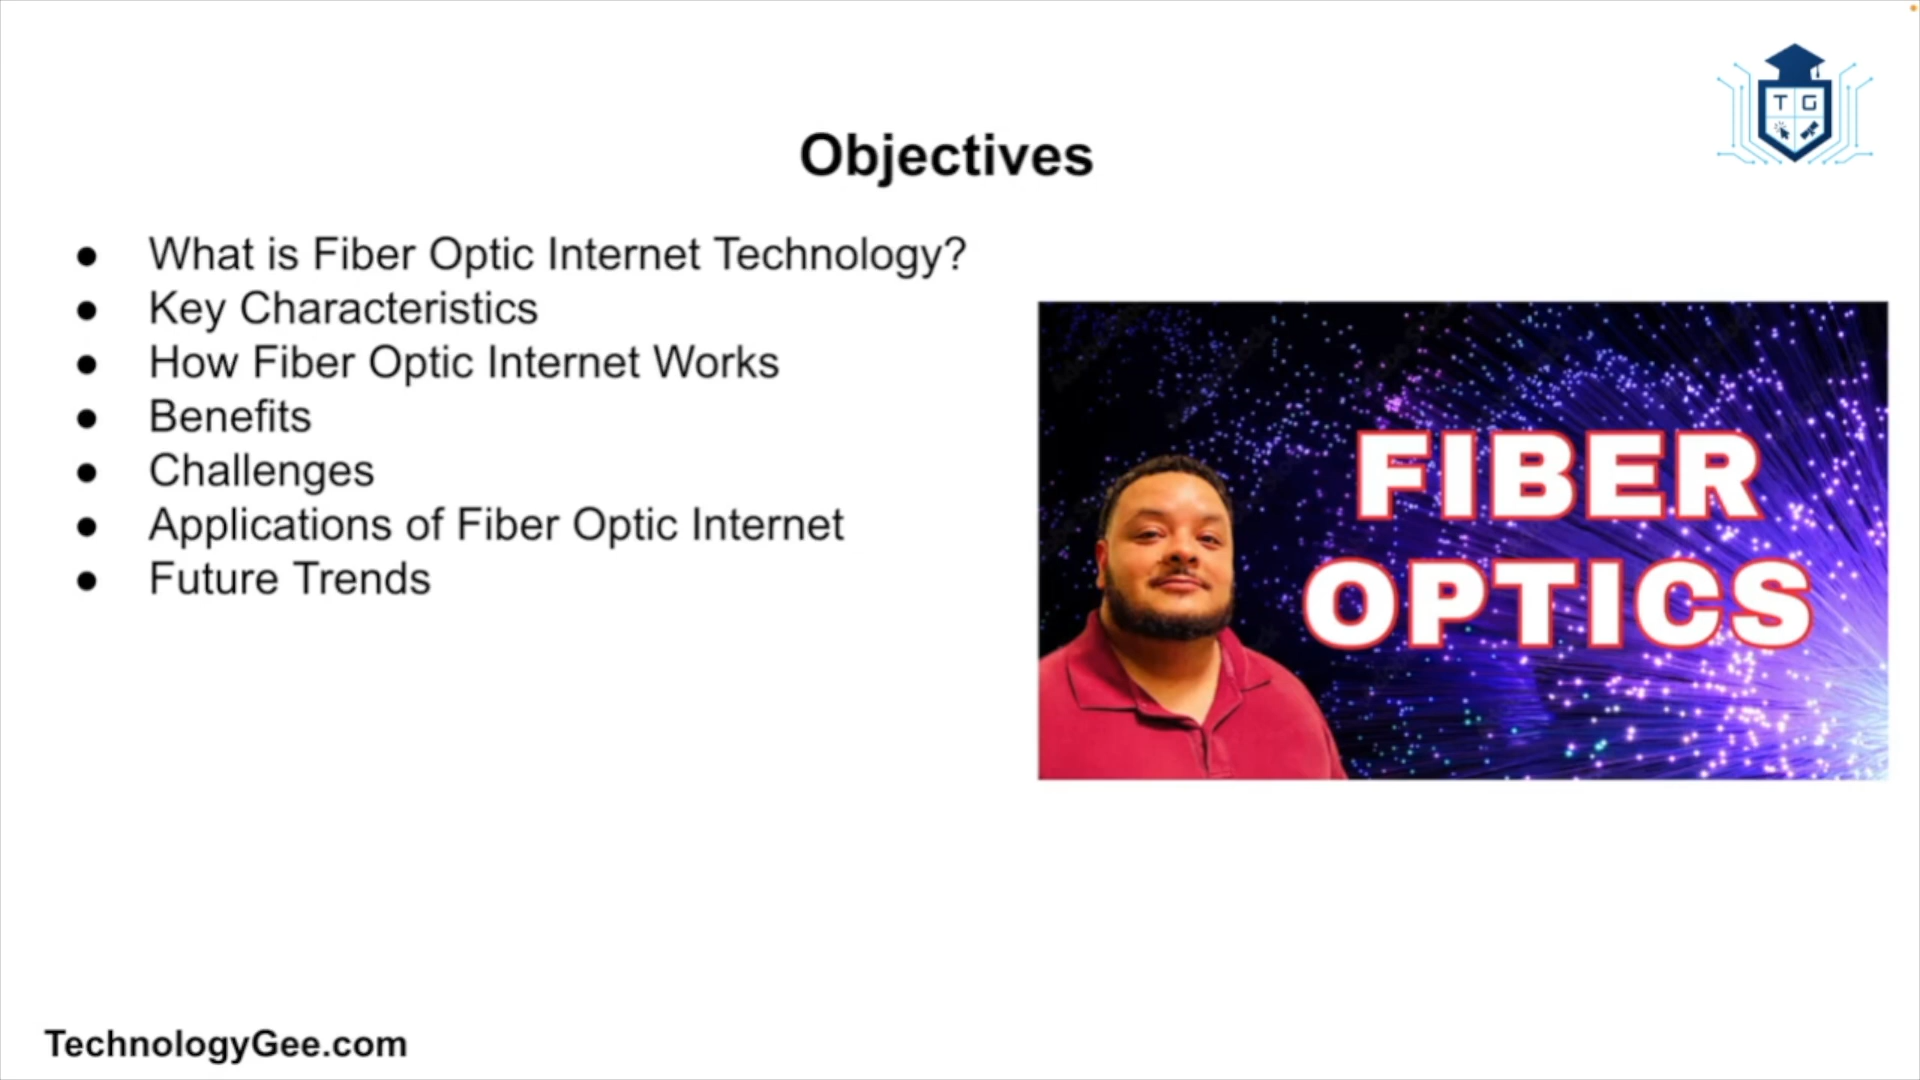 T G
Objectives
What is Fiber Optic Internet Technology?
Key Characteristics
How Fiber Optic Internet Works
Benefits
Challenges
Applications of Fiber Optic Internet
Future Trends
FIBER
OPTICS
TechnologyGee.com